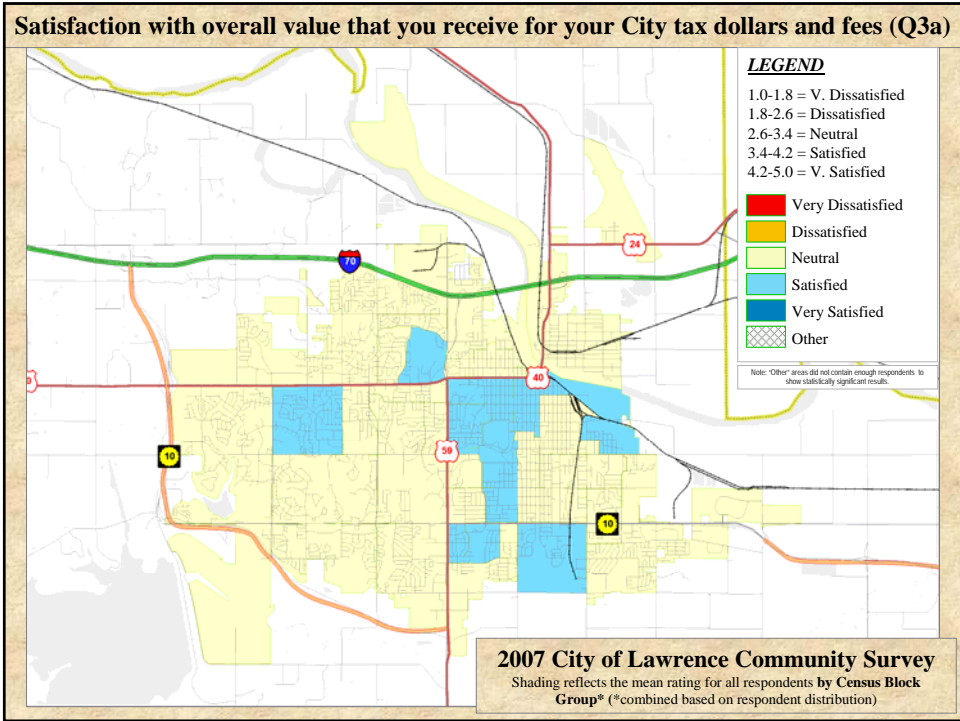 Satisfaction with overall value that you receive for your City tax dollars and fees (Q3a)
LEGEND
1.0-1.8 = V. Dissatisfied
1.8-2.6 = Dissatisfied
2.6-3.4 = Neutral
3.4-4.2 = Satisfied
4.2-5.0 = V. Satisfied
Very Dissatisfied
Dissatisfied
Neutral
Satisfied
Very Satisfied
Other
Note: "Other" areas did not contain enough respondents to
show statistically significant results.
24
70
40
59
10
10
2007 City of Lawrence Community Survey
Shading reflects the mean rating for all respondents by Census Block
Group* (*combined based on respondent distribution)